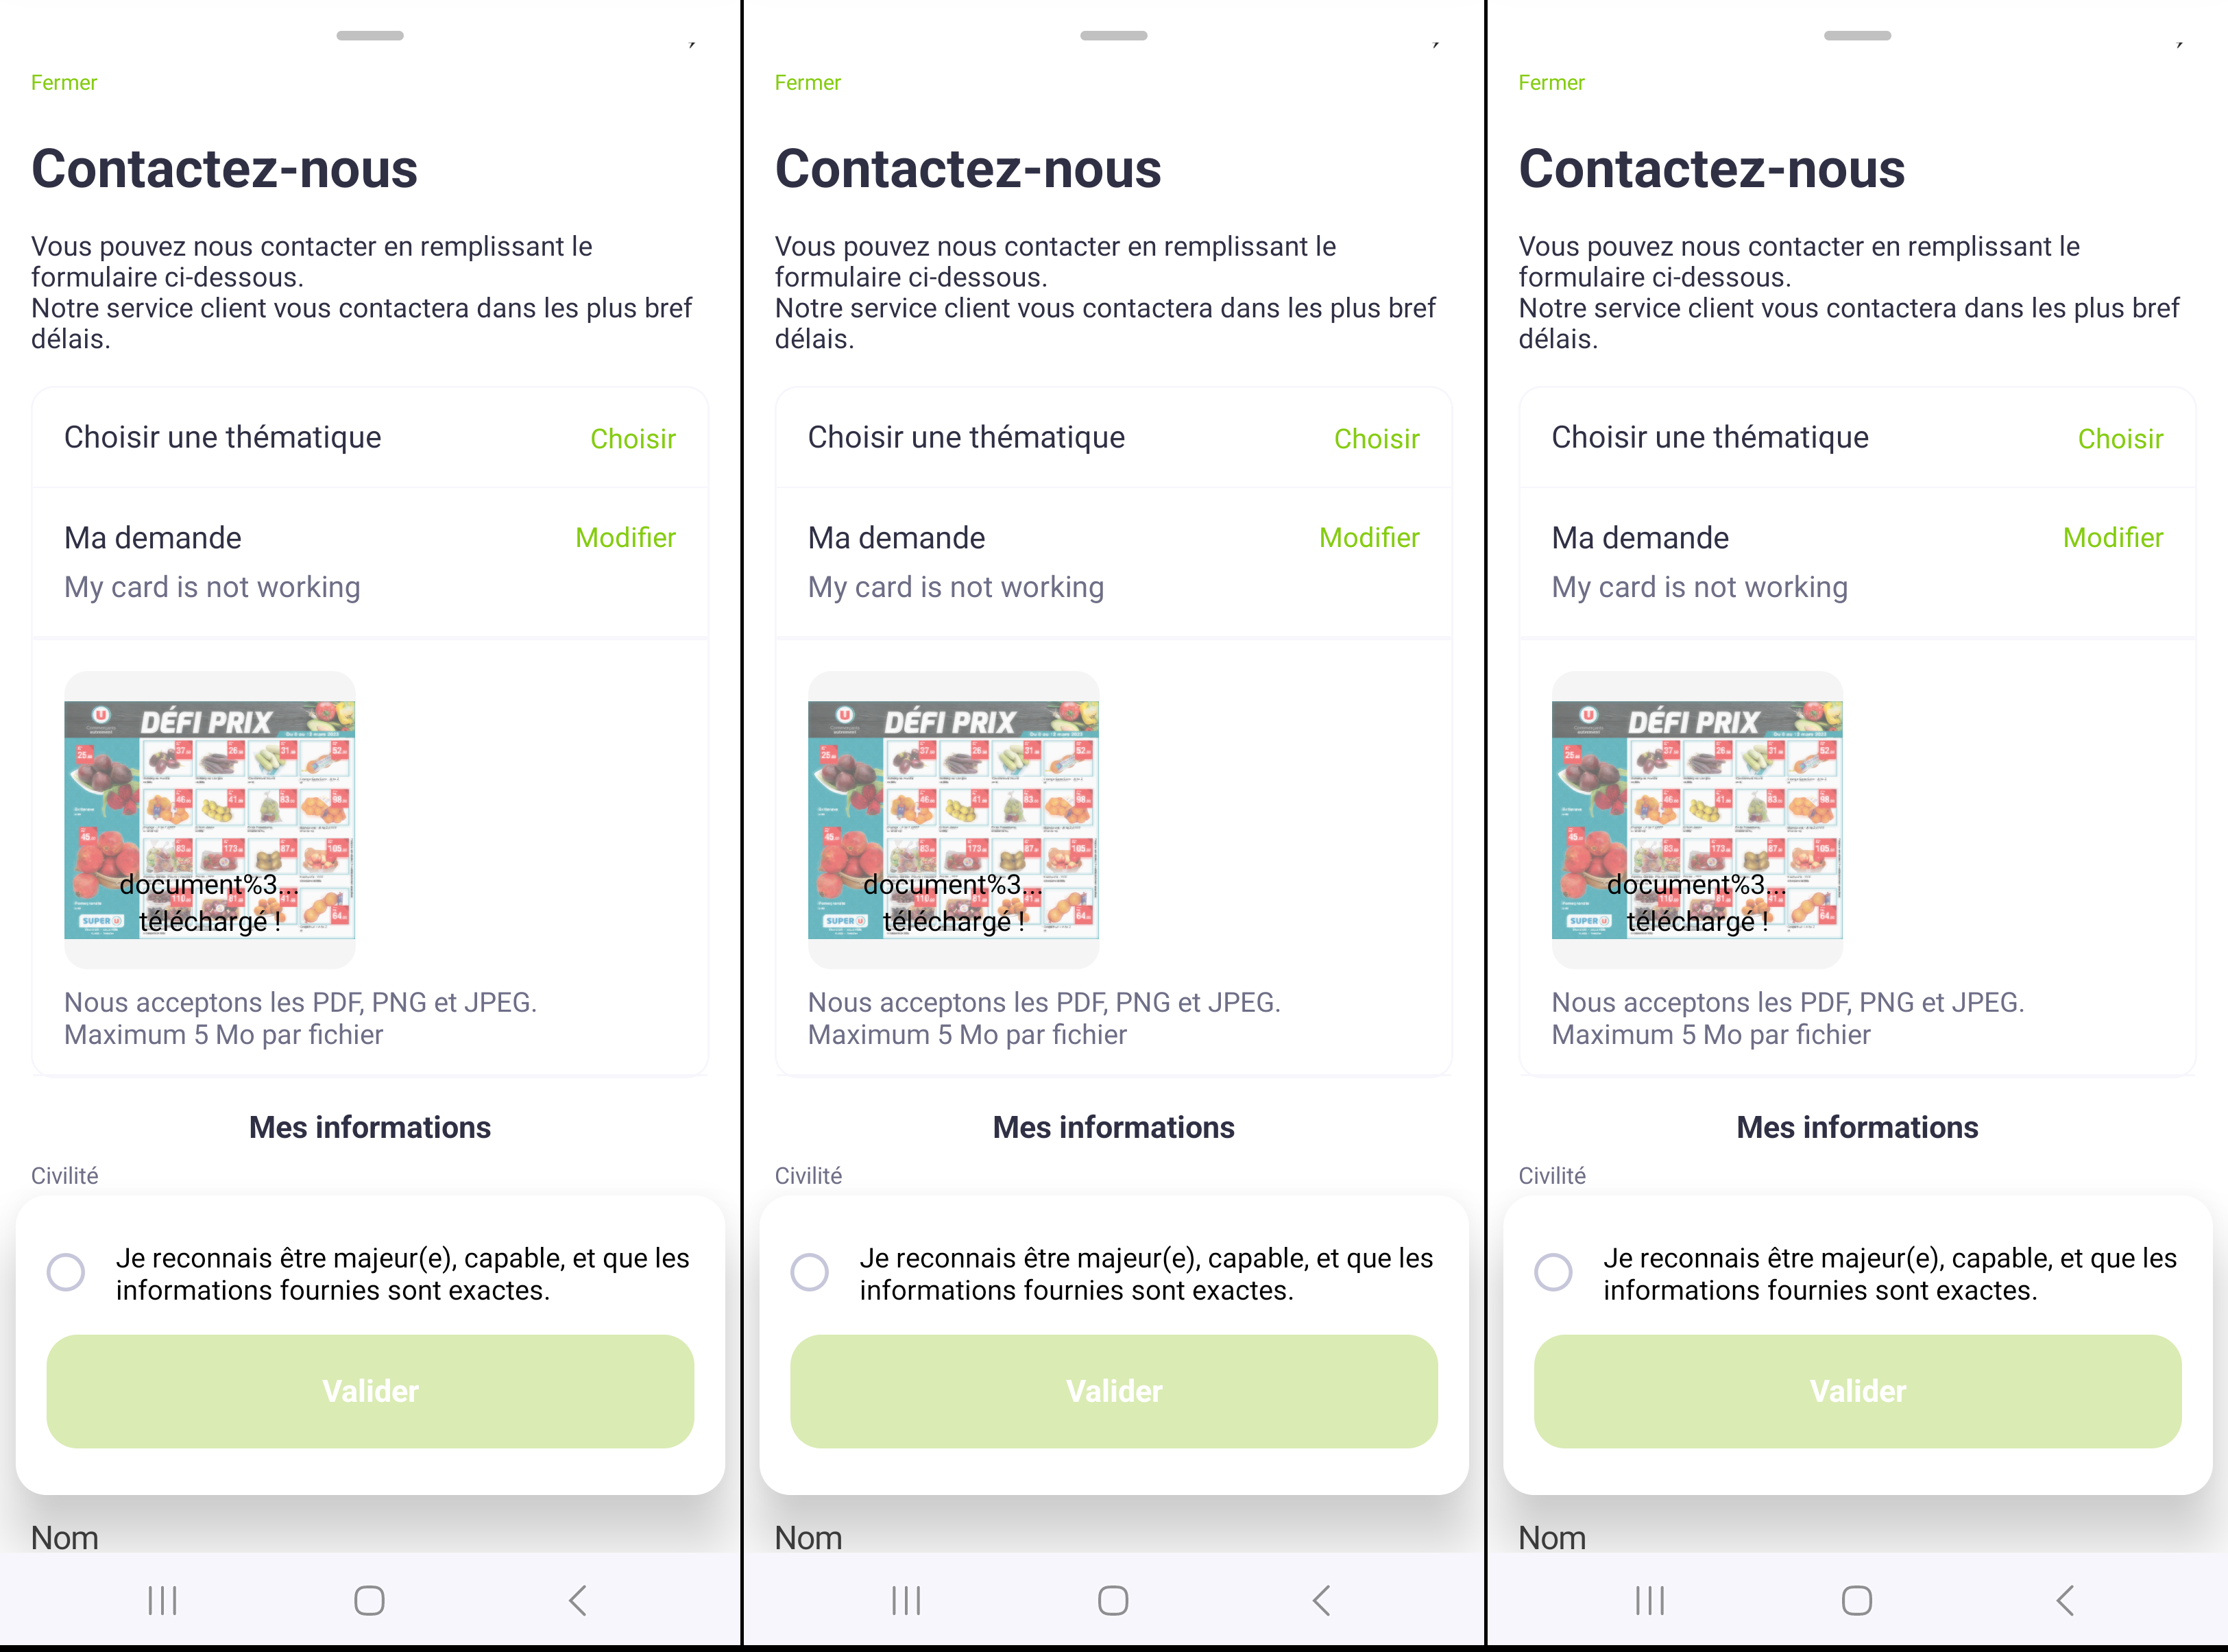 Fermer
Contactez-nous
Vous pouvez nous contacter en remplissant le
formulaire ci-dessous.
Notre service client vous contactera dans les plus bref
délais.
Choisir une thématique
Choisir
Ma demande
Modifier
My card is not working
U
DÉFI PRIX
SUPER U
document%3...
téléchargé !
Nous acceptons les PDF, PNG et JPEG.
Maximum 5 Mo par fichier
Mes informations
Civilité
Je reconnais être majeur(e), capable, et que les
informations fournies sont exactes.
Valider
Nom
Fermer
Contactez-nous
Vous pouvez nous contacter en remplissant le
formulaire ci-dessous.
Notre service client vous contactera dans les plus bref
délais.
Choisir une thématique
Choisir
Ma demande
Modifier
My card is not working
U
DÉFI PRIX
SUPER U
document%3...
téléchargé !
Nous acceptons les PDF, PNG et JPEG.
Maximum 5 Mo par fichier
Mes informations
Civilité
Je reconnais être majeur(e), capable, et que les
informations fournies sont exactes.
Valider
Nom
Fermer
Contactez-nous
Vous pouvez nous contacter en remplissant le
formulaire ci-dessous.
Notre service client vous contactera dans les plus bref
délais.
Choisir une thématique
Choisir
Ma demande
Modifier
My card is not working
U
DÉFI PRIX
SUPER U
document%3...
téléchargé !
Nous acceptons les PDF, PNG et JPEG.
Maximum 5 Mo par fichier
Mes informations
Civilité
Je reconnais être majeur(e), capable, et que les
informations fournies sont exactes.
Valider
Nom